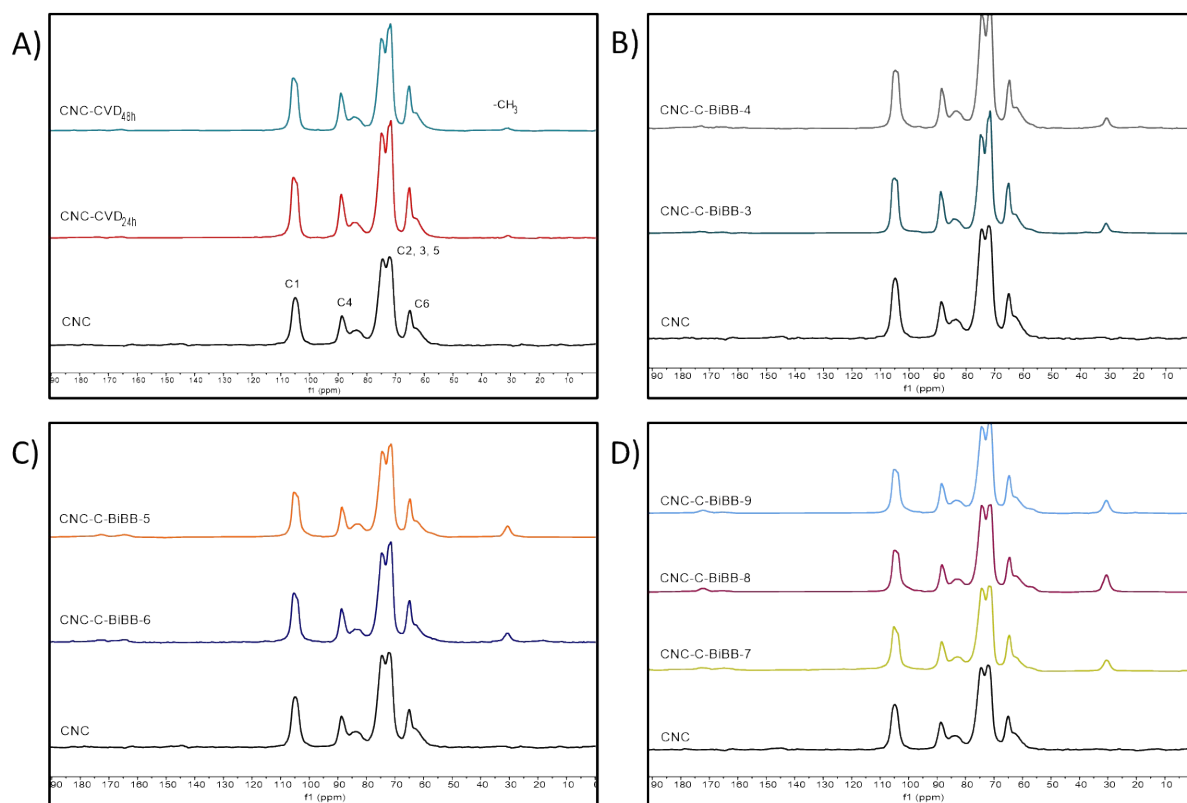 A)
CNC-CVD48h
-CH3
CNC-CVD24h
C2, 3, 5
C1
C4
C6
CNC
90 180 170 160 150 140 130 120 110 100 90 80 70 60 50 40 30 20 10
f1 (ppm)
B)
CNC-C-BiBB-4
CNC-C-BiBB-3
CNC
90 180 170 160 150 140 130 120 110 100 90 80 70 60 50 40 30 20 10
f1 (ppm)
C)
CNC-C-BiBB-5
CNC-C-BiBB-6
CNC
90 180 170 160 150 140 130 120 110 100 90 80 70 60 50 40 30 20 10 0
f1 (ppm)
D)
CNC-C-BiBB-9
CNC-C-BiBB-8
CNC-C-BiBB-7
CNC
90 180 170 160 150 140 130 120 110 100 90 80 70 60 50 40 30 20 10
f1 (ppm)